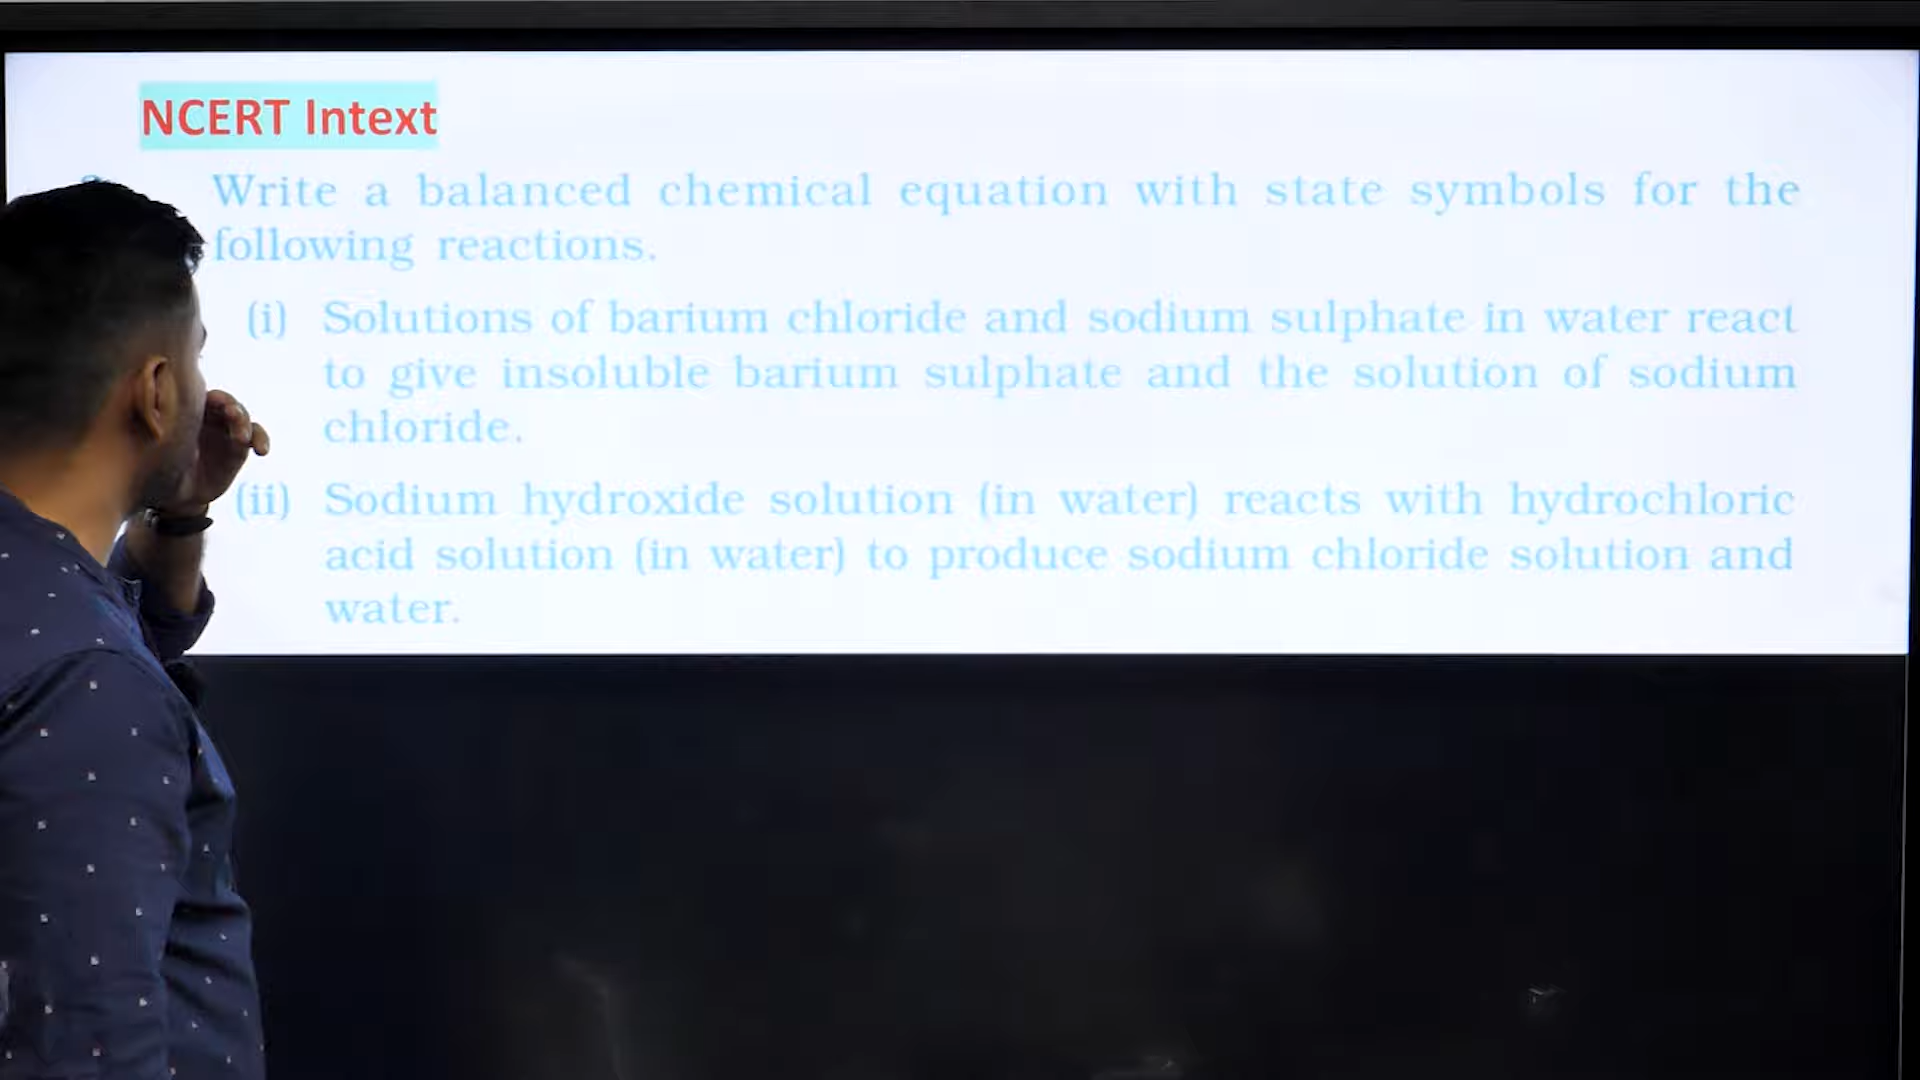 NCERT Intext
Write a balanced chemical equation with state symbols for the
following reactions.
(i) Solutions of barium chloride and sodium sulphate in water react
to give insoluble barium sulphate and the solution of sodium
chloride.
(ii) Sodium hydroxide solution (in water) reacts with hydrochloric
acid solution (in water) to produce sodium chloride solution and
water.